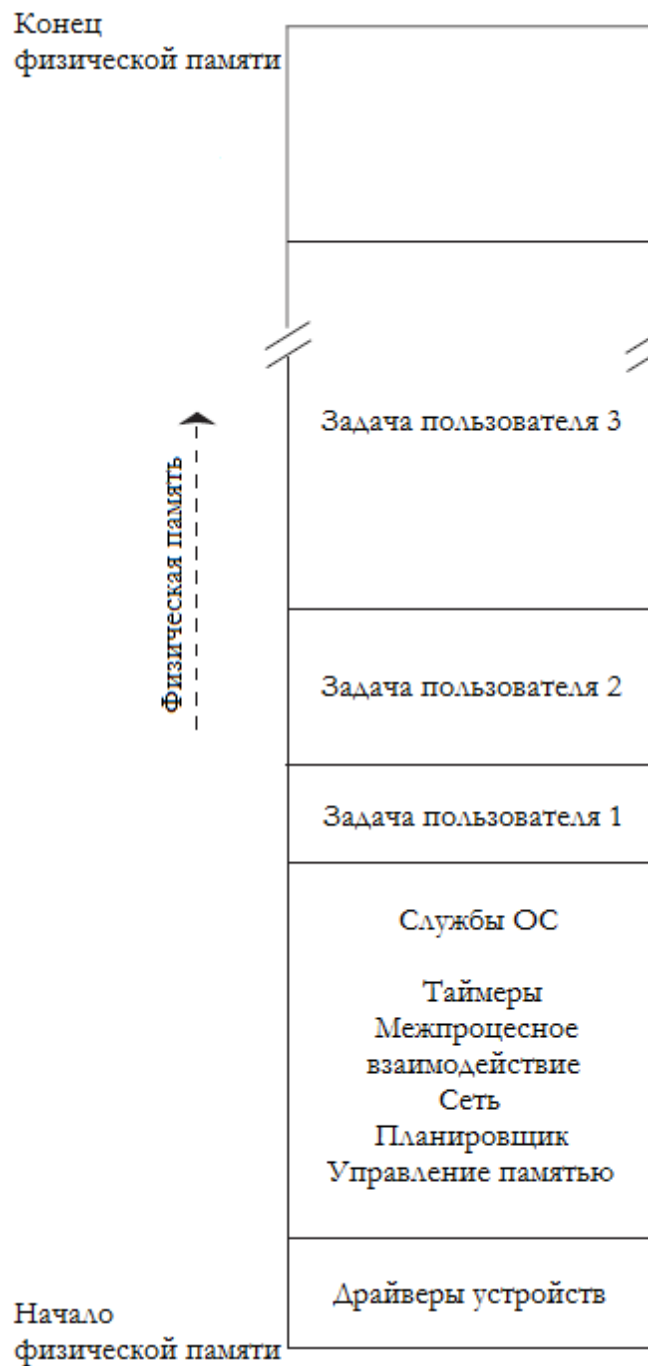 Конец
физической памяти
Физическая память
Задача пользователя 3
Задача пользователя 2
Задача пользователя 1
Службы ОС
Таймеры
Межпроцесное
взаимодействие
Сеть
Планировщик
Управление памятью
Драйверы устройств
Начало
физической памяти